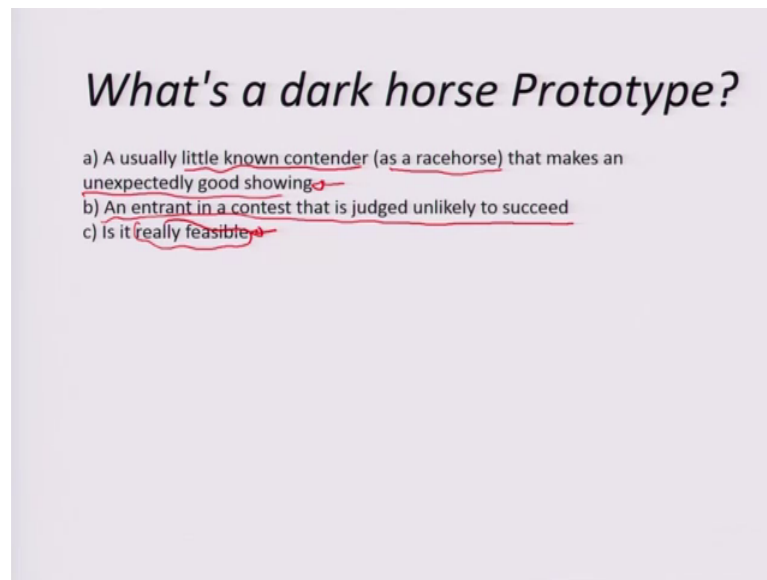 What's a dark horse Prototype?
a) A usually little known contender (as a racehorse) that makes an
unexpectedly good showing
b) An entrant in a contest that is judged unlikely to succeed
c) Is it really feasible